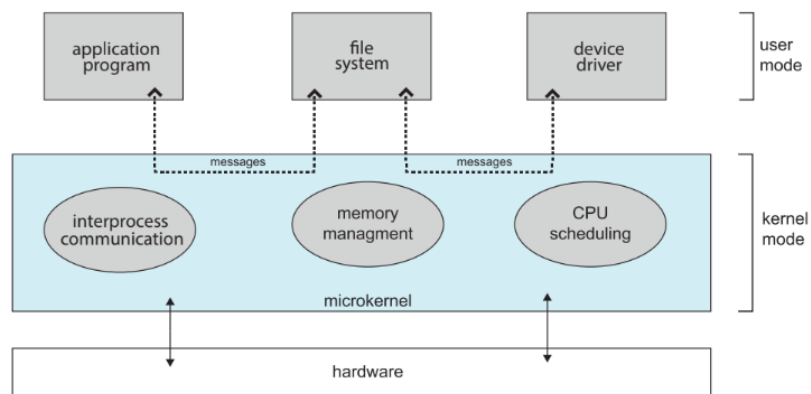 application
program
file
system
device
driver
user
mode
messages
messages
interprocess
communication
memory
managment
CPU
scheduling
kernel
mode
microkernel
hardware